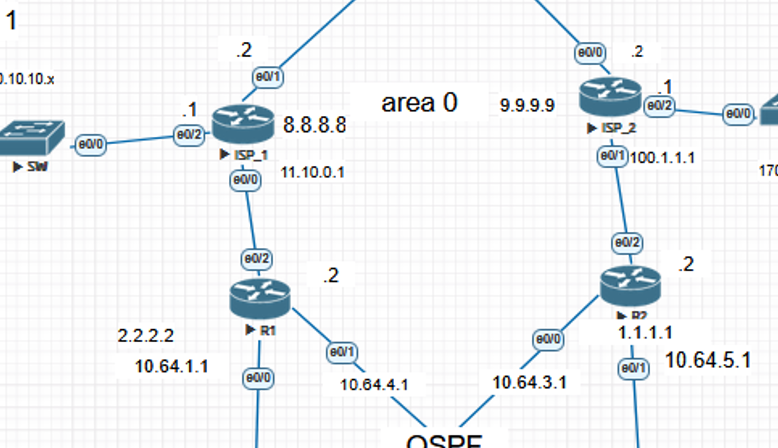 1
.2
e0/1
e0/0
.2
0.10.10.x
area 0
9.9.9.9
.1
e0/2
e0/0
.1
e0/2
8.8.8.8
ISP_2
e0/0
SW
ISP_1
e0/1
100.1.1.1
170
e0/0
11.10.0.1
e0/2
.2
e0/2
.2
R1
R2
2.2.2.2
1.1.1.1
e0/1
e0/0
10.64.1.1
10.64.5.1
e0/0
10.64.4.1
10.64.3.1
e0/1
OSPF